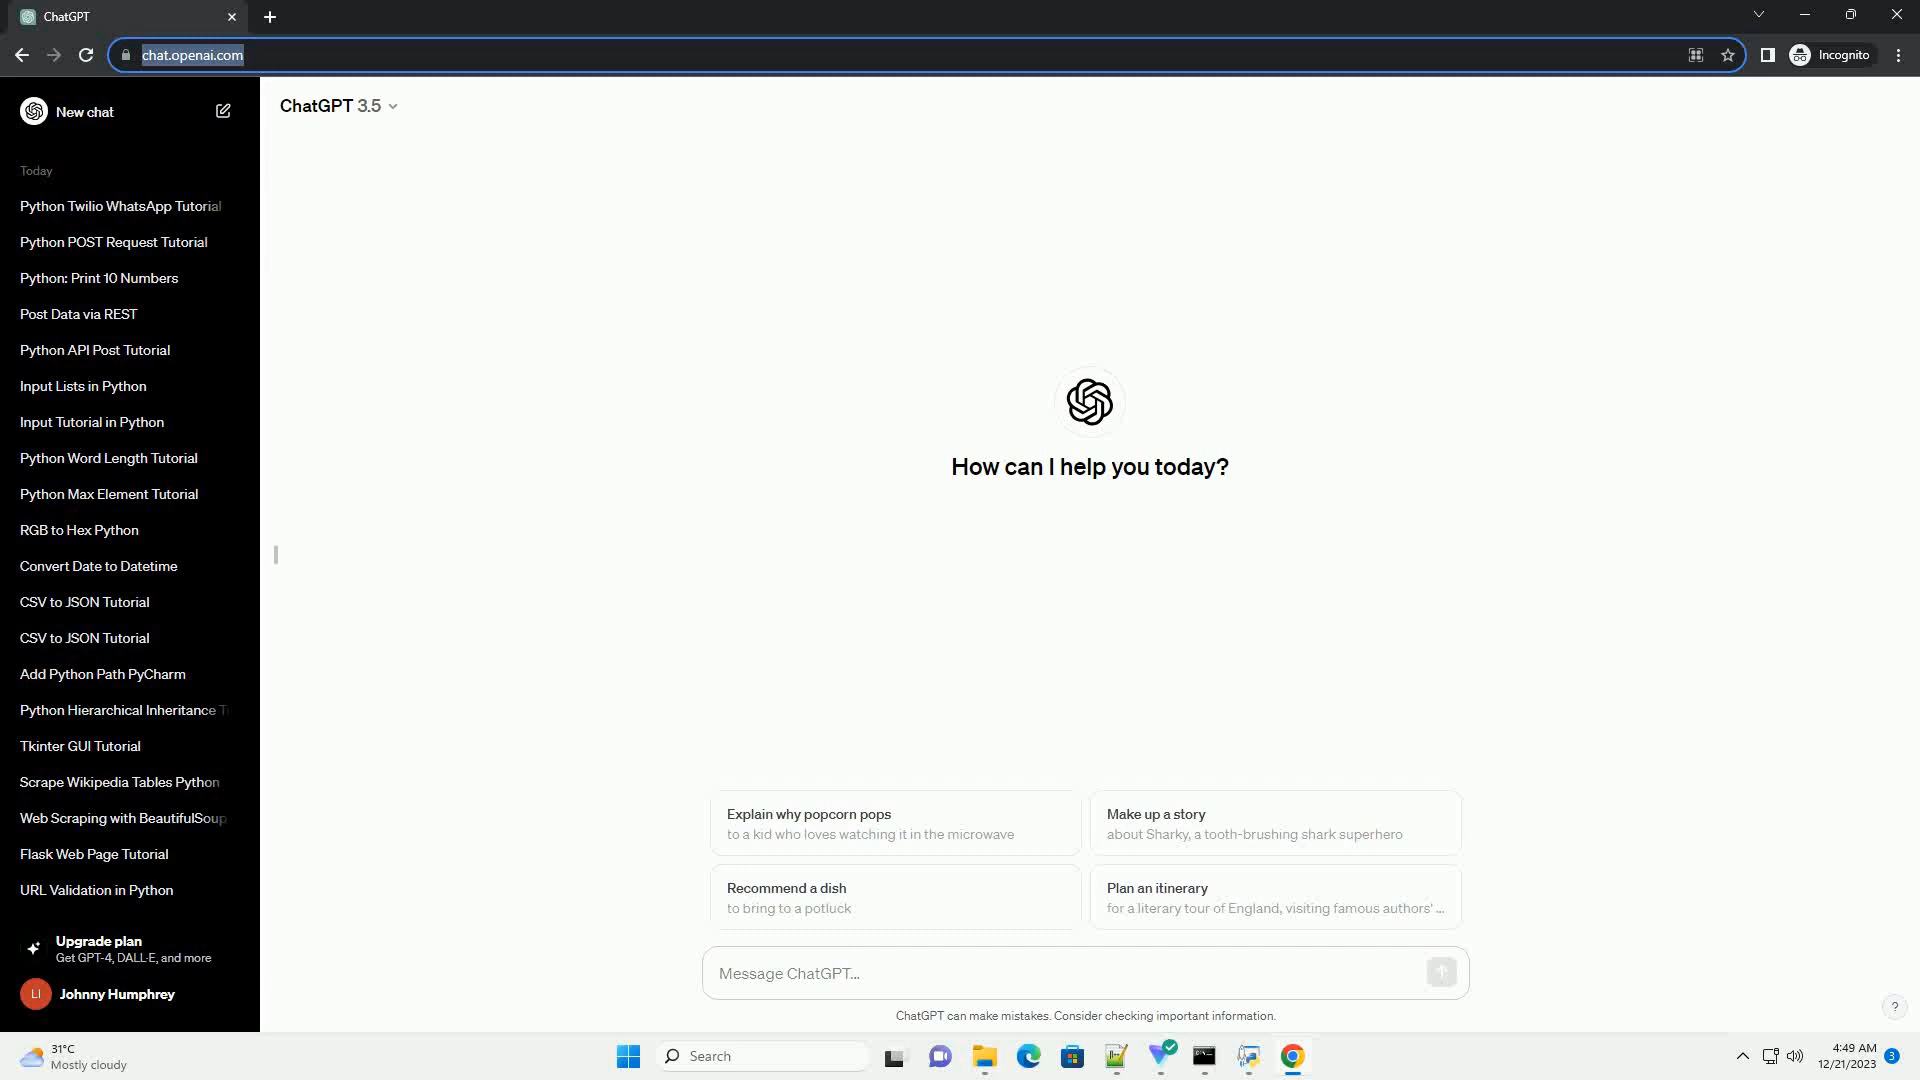 ChatGPT
chat.openai.com
Incognito
New chat
ChatGPT 3.5
Today
Python Twilio WhatsApp Tutorial
Python POST Request Tutorial
Python: Print 10 Numbers
Post Data via REST
Python API Post Tutorial
Input Lists in Python
Input Tutorial in Python
Python Word Length Tutorial
Python Max Element Tutorial
RGB to Hex Python
Convert Date to Datetime
CSV to JSON Tutorial
CSV to JSON Tutorial
Add Python Path PyCharm
Python Hierarchical Inheritance T
Tkinter GUI Tutorial
Scrape Wikipedia Tables Python
Web Scraping with BeautifulSoup
Flask Web Page Tutorial
URL Validation in Python
Upgrade plan
Get GPT-4, DALL·E, and more
LI
Johnny Humphrey
How can I help you today?
Explain why popcorn pops
to a kid who loves watching it in the microwave
Make up a story
about Sharky, a tooth-brushing shark superhero
Recommend a dish
to bring to a potluck
Plan an itinerary
for a literary tour of England, visiting famous authors' ...
Message ChatGPT...
ChatGPT can make mistakes. Consider checking important information.
?
31°C
Mostly cloudy
Search
4:49 AM
12/21/2023
3